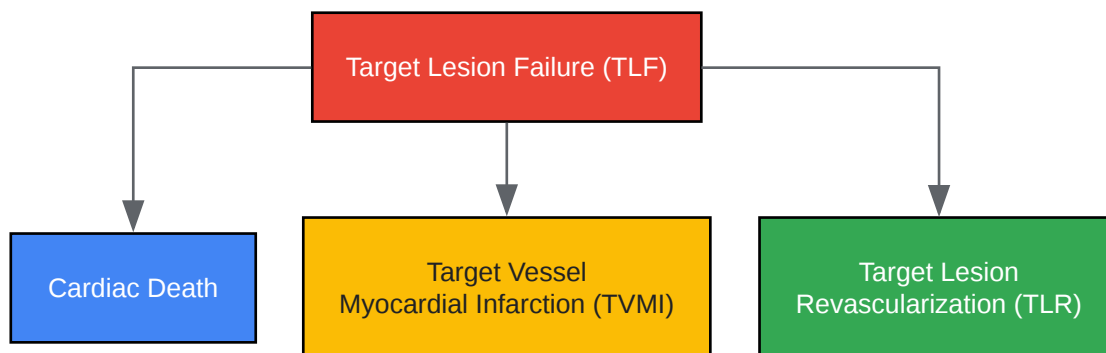 Target Lesion Failure (TLF)
Cardiac Death
Target Vessel
Myocardial Infarction (TVMI)
Target Lesion
Revascularization (TLR)